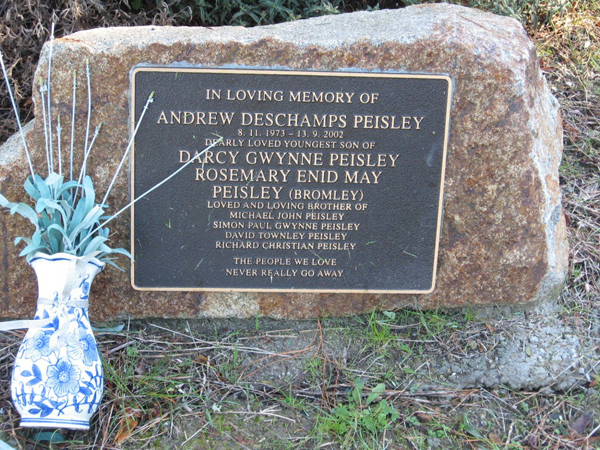 IN LOVING MEMORY OF
ANDREW DESCHAMPS PEISLEY
8. 11. 1973 – 13. 9. 2002
DEARLY LOVED YOUNGEST SON OF
DARCY GWYNNE PEISLEY
ROSEMARY ENID MAY
PEISLEY (BROMLEY)
LOVED AND LOVING BROTHER OF
MICHAEL JOHN PEISLEY
SIMON PAUL GWYNNE PEISLEY
DAVID TOWNLEY PEISLEY
RICHARD CHRISTIAN PEISLEY
THE PEOPLE WE LOVE
NEVER REALLY GO AWAY